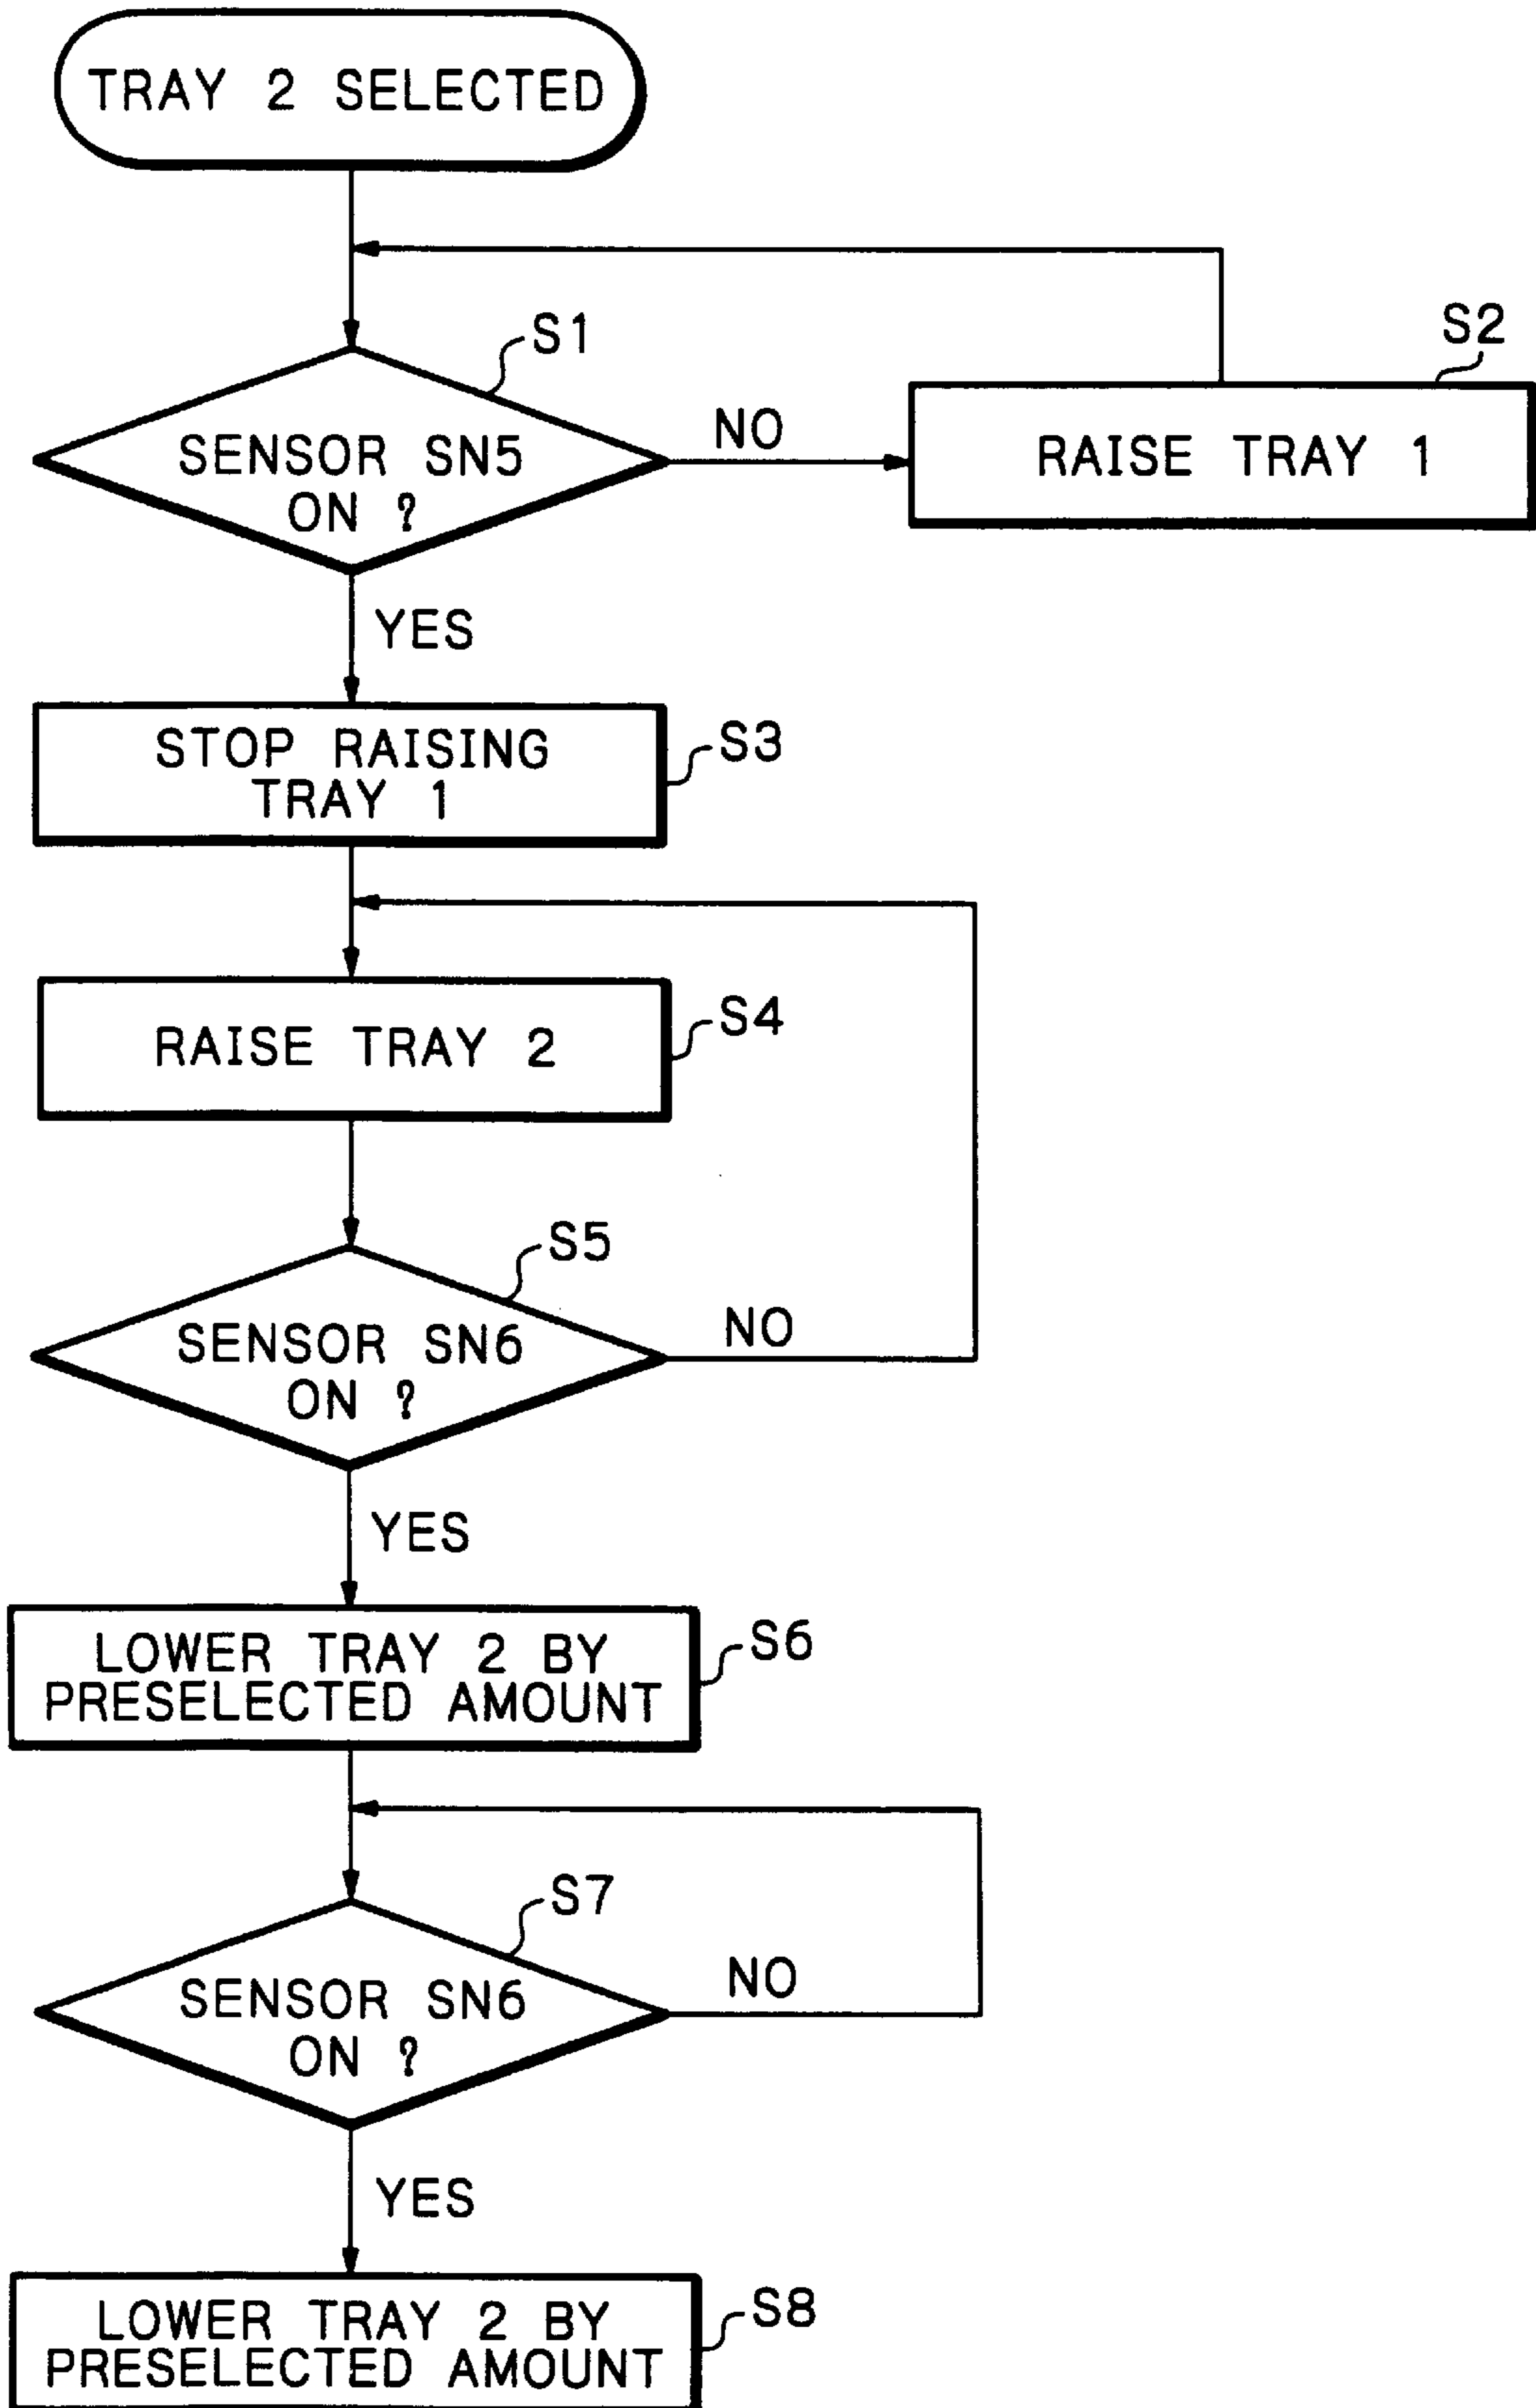 TRAY 2 SELECTED
S1
S2
SENSOR SN5
ON ?
NO
RAISE TRAY 1
YES
STOP RAISING
TRAY 1
S3
RAISE TRAY 2
S4
S5
SENSOR SN6
ON ?
NO
YES
LOWER TRAY 2 BY
PRESELECTED AMOUNT
S6
S7
SENSOR SN6
ON ?
NO
YES
LOWER TRAY 2 BY
PRESELECTED AMOUNT
S8